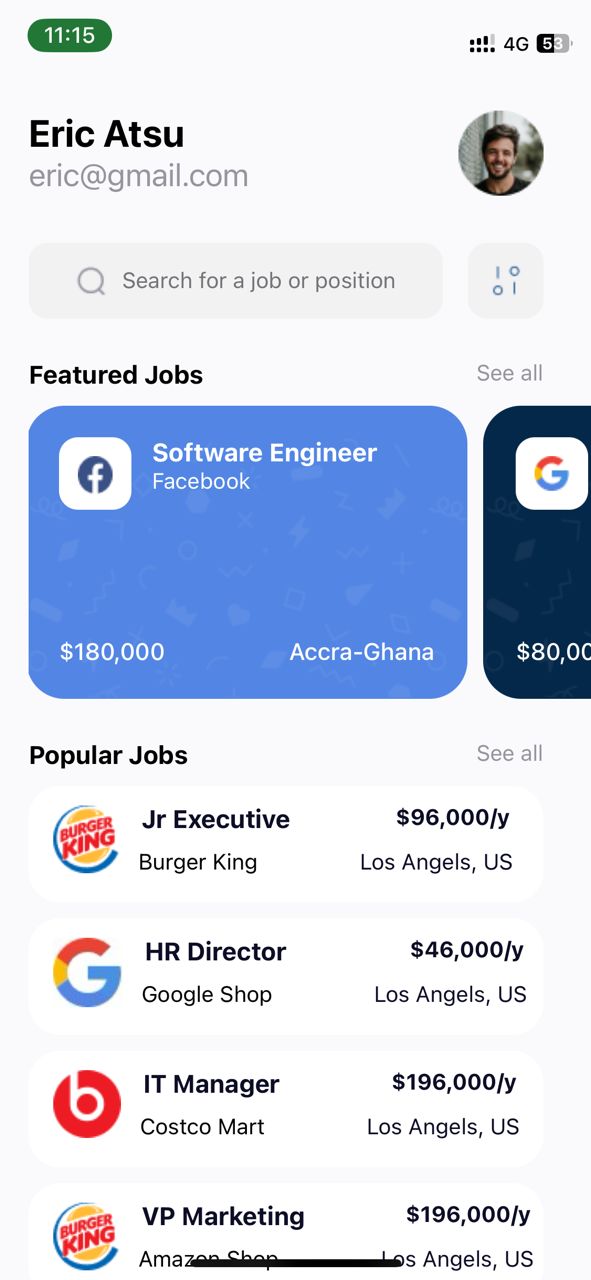 11:15
4G 53
Eric Atsu
eric@gmail.com
Search for a job or position
Featured Jobs See all
Software Engineer
Facebook
$180,000 Accra-Ghana
$80,00
Popular Jobs See all
BURGER KING
Jr Executive $96,000/y
Burger King Los Angels, US
HR Director $46,000/y
Google Shop Los Angels, US
IT Manager $196,000/y
Costco Mart Los Angels, US
BURGER KING
VP Marketing $196,000/y
Amazon Shop Los Angels, US